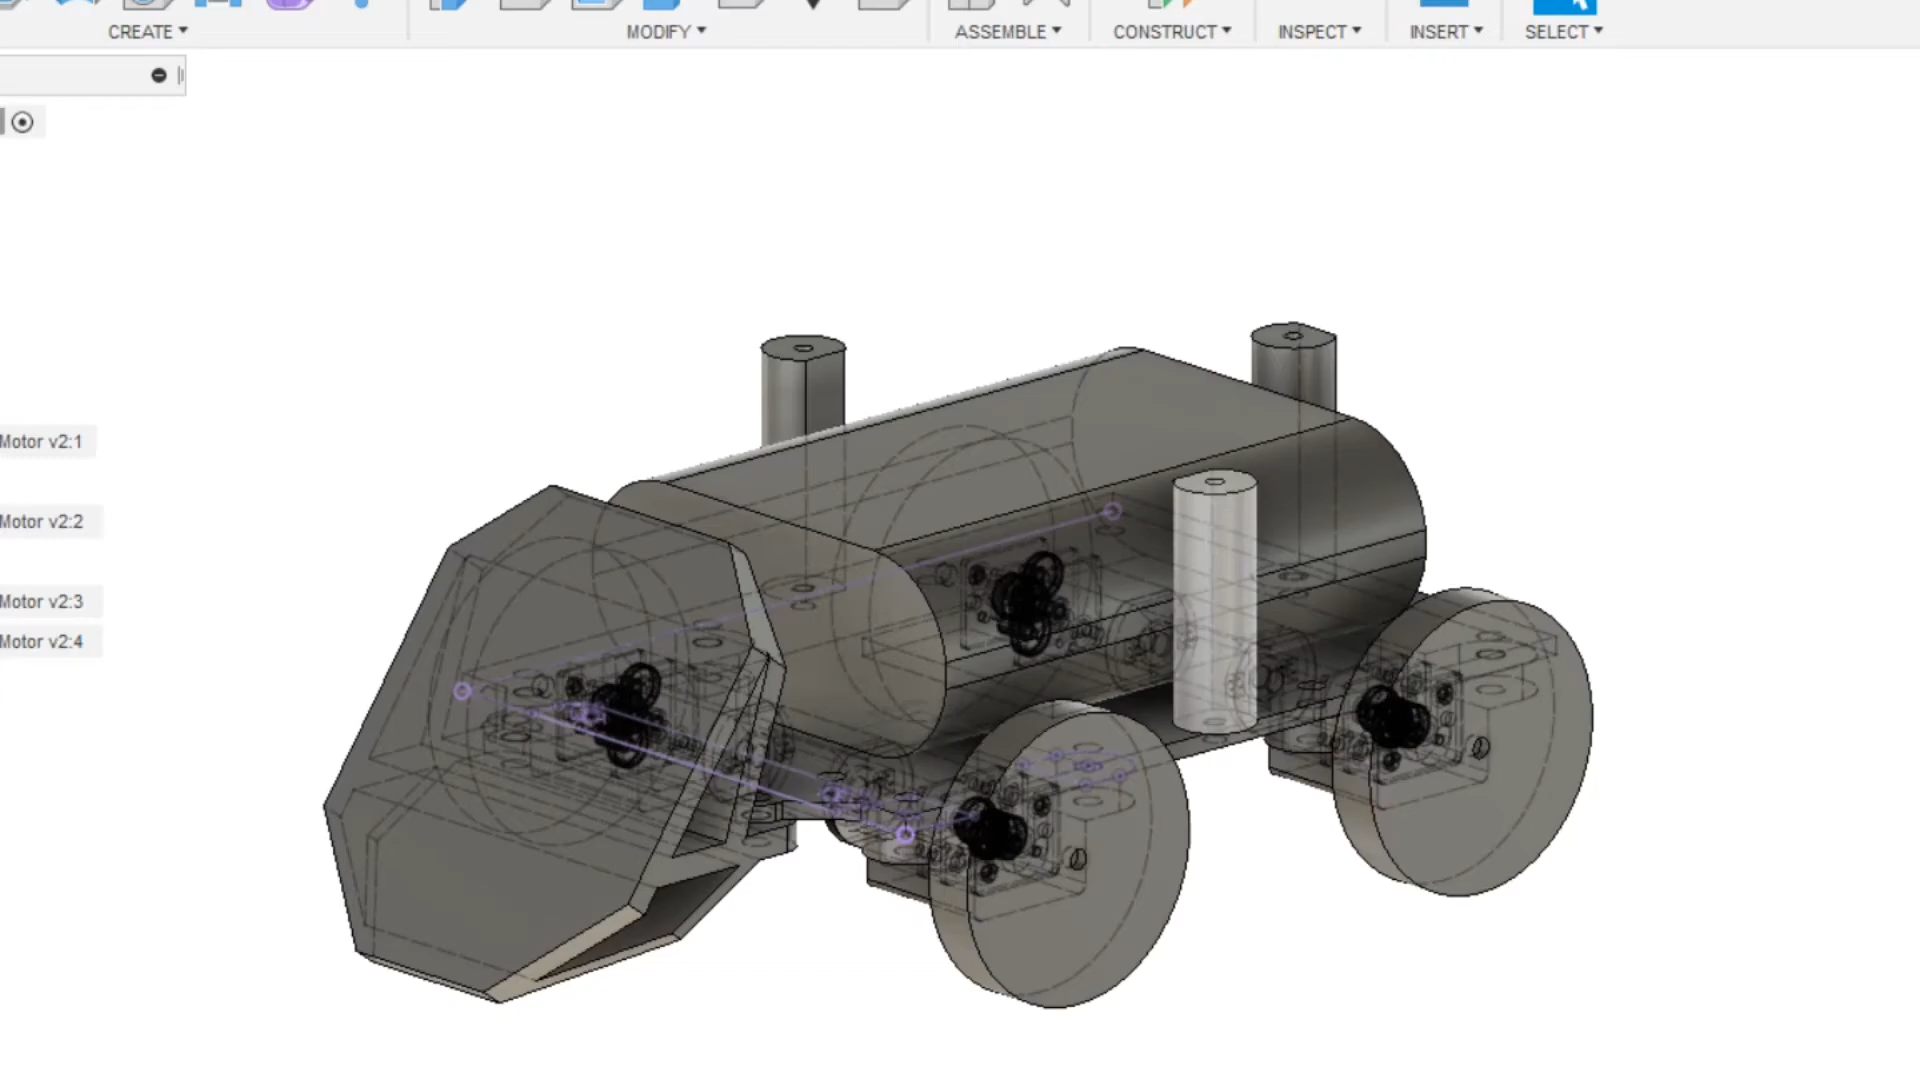 CREATE MODIFY ASSEMBLE CONSTRUCT INSPECT INSERT SELECT
Motor v2:1
Motor v2:2
Motor v2:3
Motor v2:4